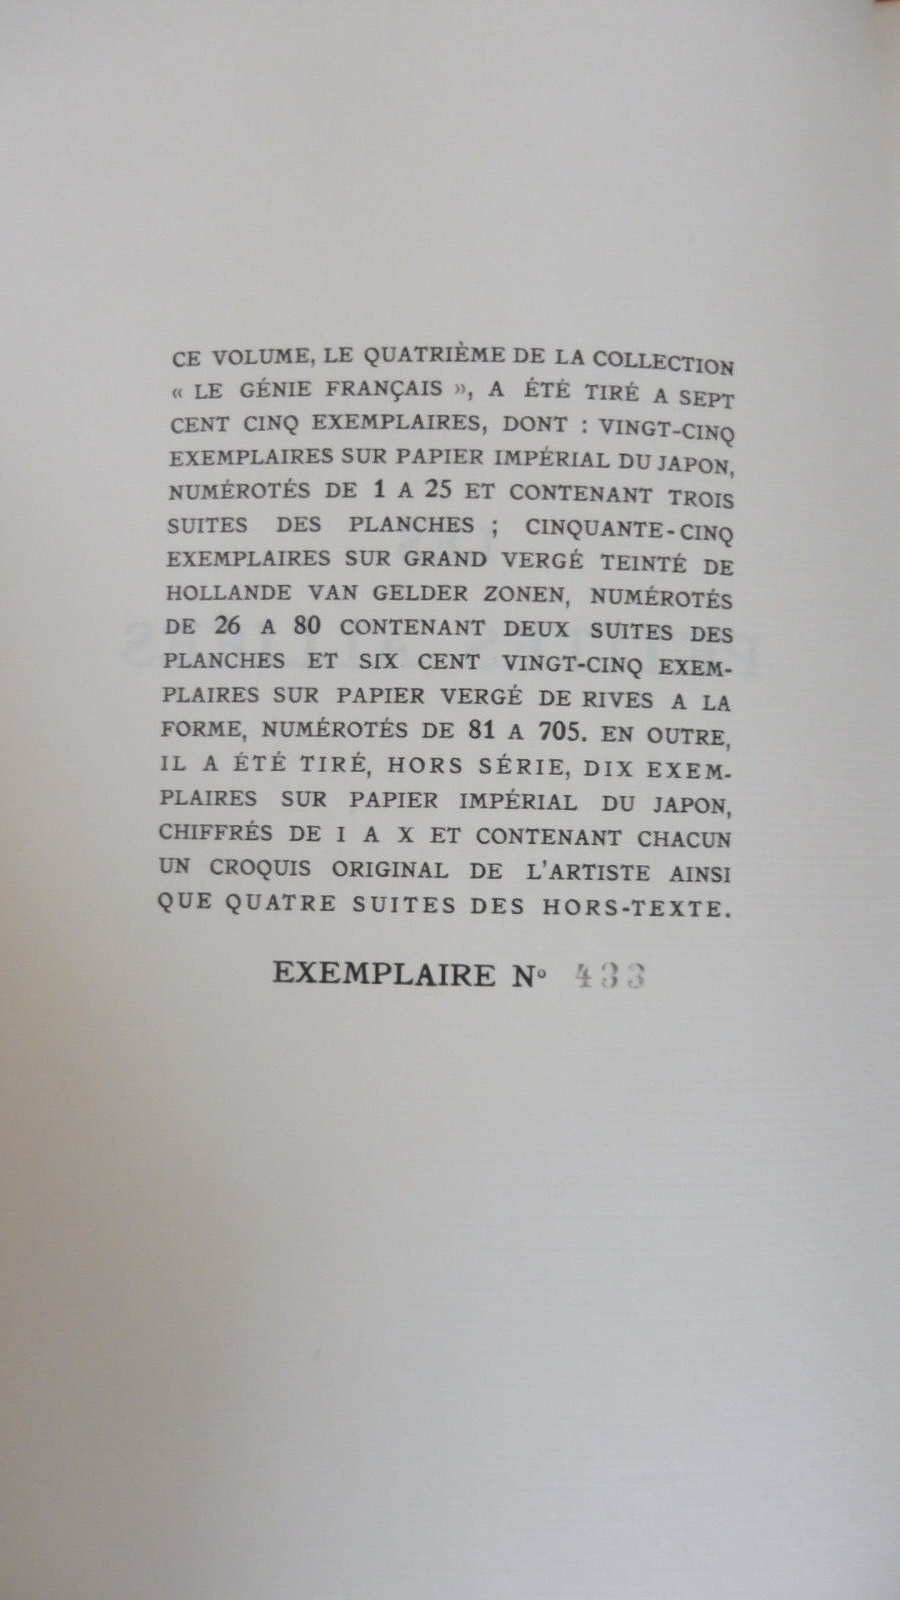 CE VOLUME, LE QUATRIÈME DE LA COLLECTION
« LE GÉNIE FRANÇAIS », A ÉTÉ TIRÉ A SEPT
CENT CINQ EXEMPLAIRES, DONT : VINGT-CINQ
EXEMPLAIRES SUR PAPIER IMPÉRIAL DU JAPON,
NUMÉROTÉS DE 1 A 25 ET CONTENANT TROIS
SUITES DES PLANCHES ; CINQUANTE-CINQ
EXEMPLAIRES SUR GRAND VERGÉ TEINTÉ DE
HOLLANDE VAN GELDER ZONEN, NUMÉROTÉS
DE 26 A 80 CONTENANT DEUX SUITES DES
PLANCHES ET SIX CENT VINGT-CINQ EXEM-
PLAIRES SUR PAPIER VERGÉ DE RIVES A LA
FORME, NUMÉROTÉS DE 81 A 705. EN OUTRE,
IL A ÉTÉ TIRÉ, HORS SÉRIE, DIX EXEM-
PLAIRES SUR PAPIER IMPÉRIAL DU JAPON,
CHIFFRÉS DE I A X ET CONTENANT CHACUN
UN CROQUIS ORIGINAL DE L'ARTISTE AINSI
QUE QUATRE SUITES DES HORS-TEXTE.
EXEMPLAIRE Nº 433